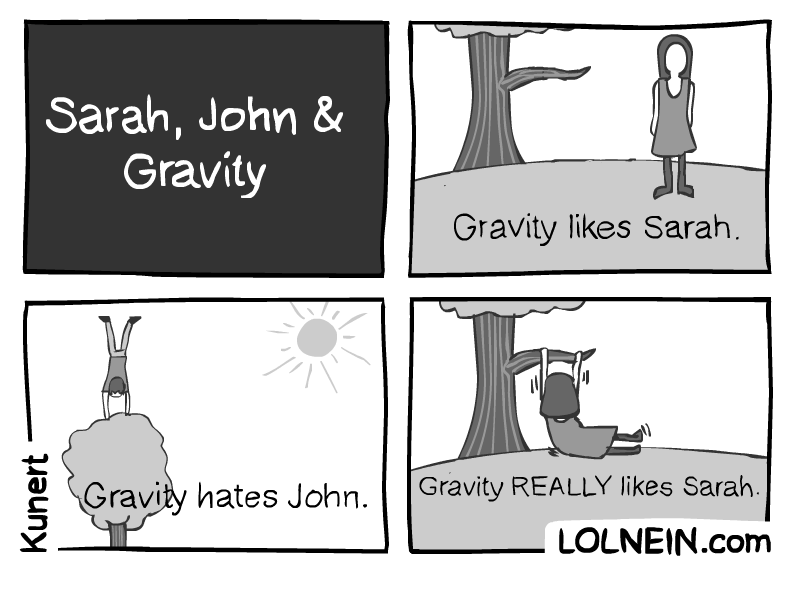 Sarah, John &
Gravity
Gravity likes Sarah.
Gravity hates John.
Kunert
Gravity REALLY likes Sarah.
LOLNEIN.com